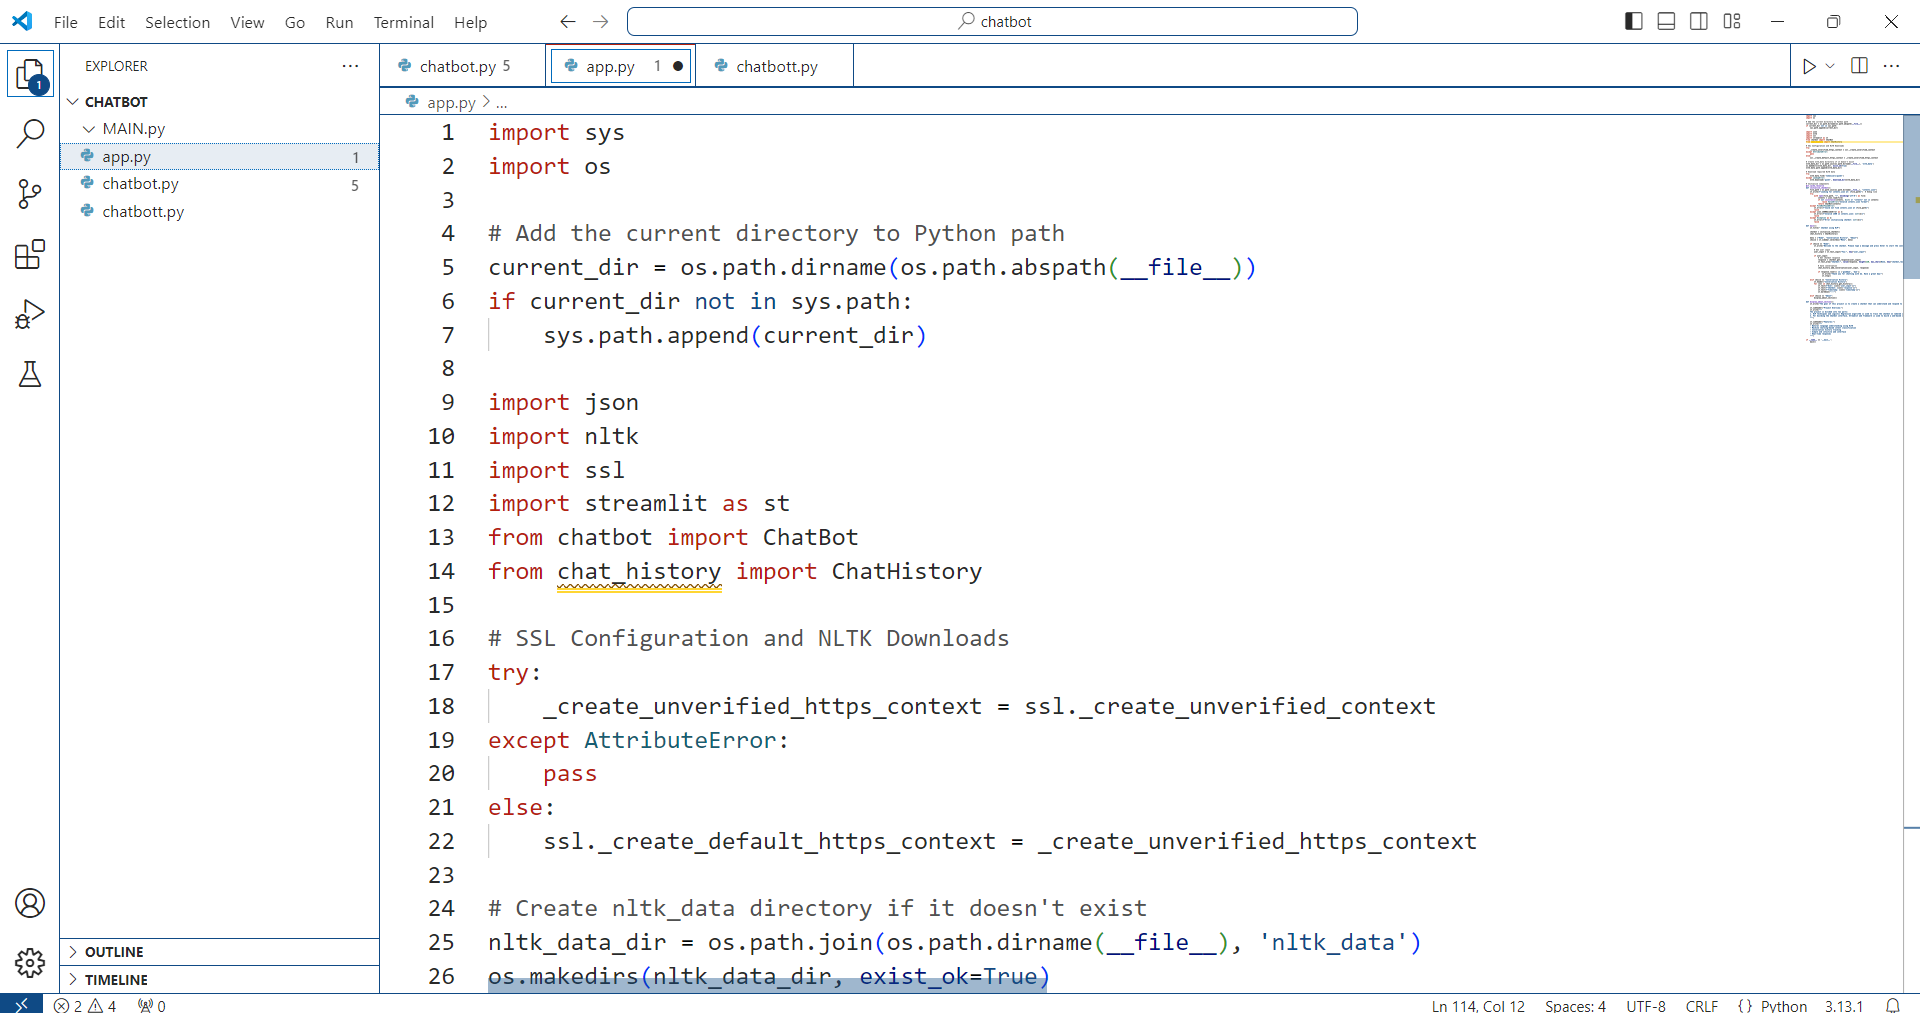 File Edit Selection View Go Run Terminal Help chatbot
1 EXPLORER
CHATBOT
MAIN.py
app.py 1
chatbot.py 5
chatbott.py
OUTLINE
TIMELINE
chatbot.py 5 app.py 1 chatbott.py
app.py > ...
1 import sys
2 import os
3
4 # Add the current directory to Python path
5 current_dir = os.path.dirname(os.path.abspath(__file__))
6 if current_dir not in sys.path:
7 sys.path.append(current_dir)
8
9 import json
10 import nltk
11 import ssl
12 import streamlit as st
13 from chatbot import ChatBot
14 from chat_history import ChatHistory
15
16 # SSL Configuration and NLTK Downloads
17 try:
18 _create_unverified_https_context = ssl._create_unverified_context
19 except AttributeError:
20 pass
21 else:
22 ssl._create_default_https_context = _create_unverified_https_context
23
24 # Create nltk_data directory if it doesn't exist
25 nltk_data_dir = os.path.join(os.path.dirname(__file__), 'nltk_data')
26 os.makedirs(nltk_data_dir, exist_ok=True)
2 4 0 Ln 114, Col 12 Spaces: 4 UTF-8 CRLF {} Python 3.13.1